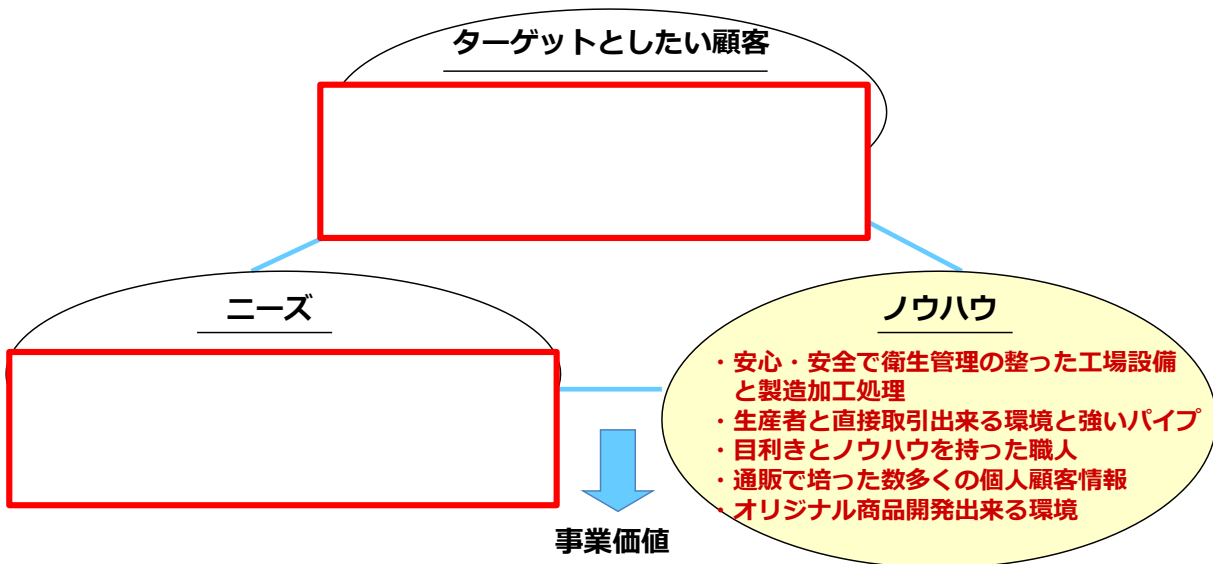 ターゲットとしたい顧客
ニーズ
ノウハウ
・安心・安全で衛生管理の整った工場設備
と製造加工処理
・生産者と直接取引出来る環境と強いパイプ
・目利きとノウハウを持った職人
・通販で培った数多くの個人顧客情報
・オリジナル商品開発出来る環境
事業価値